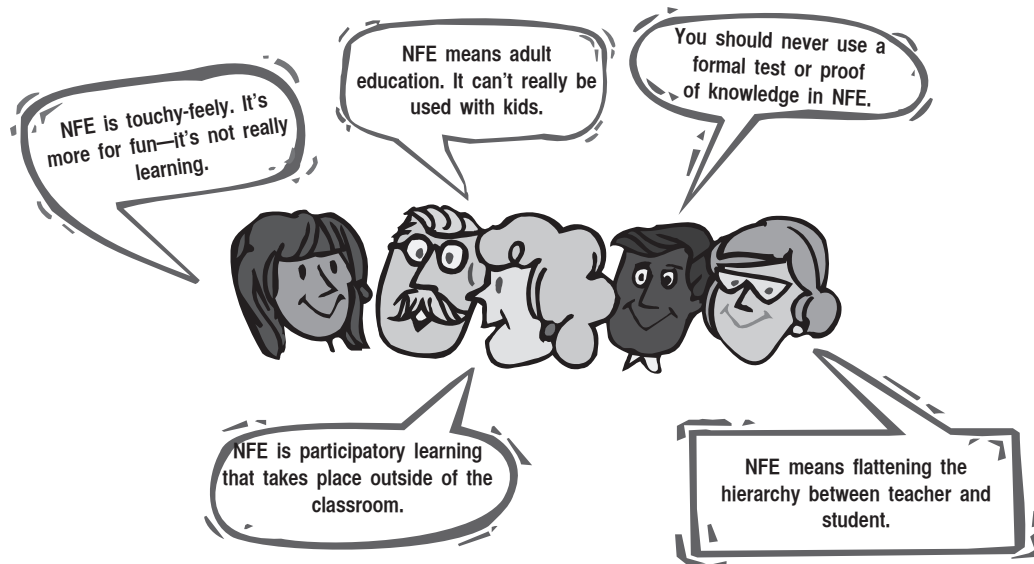 NFE is touchy-feely. It's
more for fun—it's not really
learning.
NFE means adult
education. It can't really be
used with kids.
You should never use a
formal test or proof
of knowledge in NFE.
NFE is participatory learning
that takes place outside of the
classroom.
NFE means flattening the
hierarchy between teacher and
student.